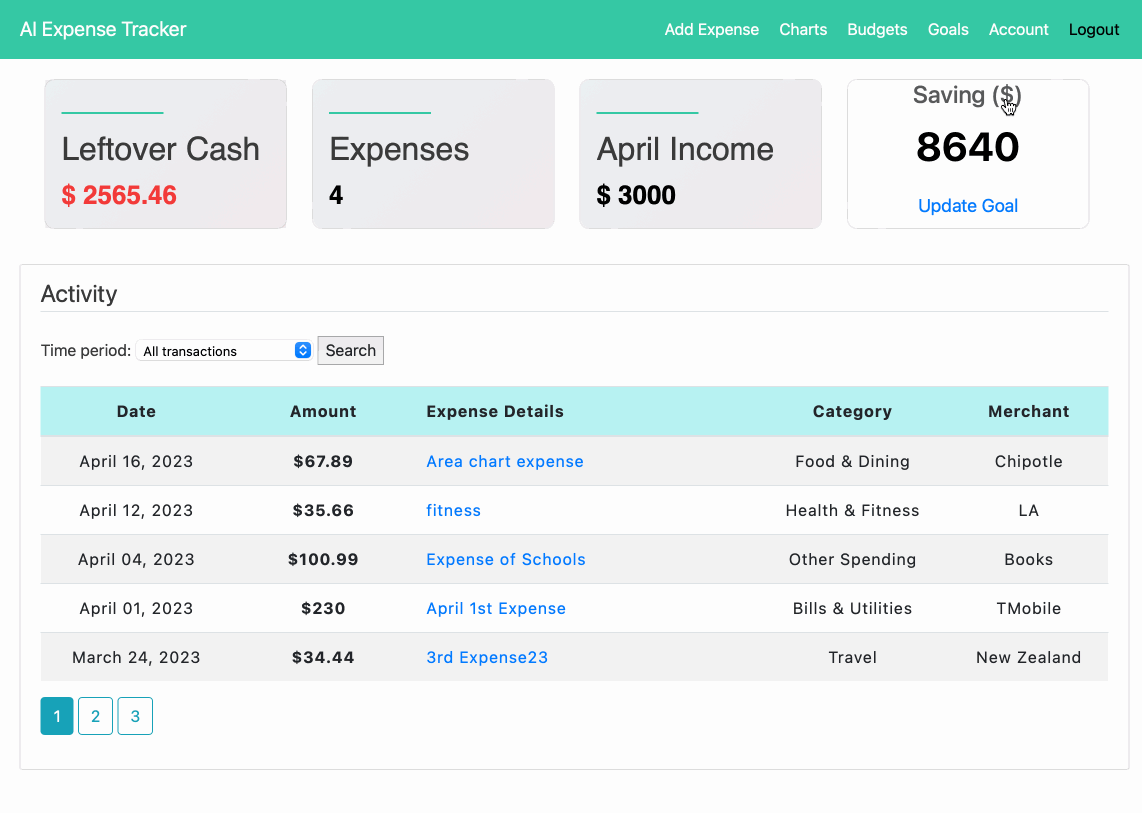 AI Expense Tracker Add Expense Charts Budgets Goals Account Logout
Leftover Cash
$ 2565.46
Expenses
4
April Income
$ 3000
Saving ($)
8640
Update Goal
Activity
Time period: All transactions Search
Date Amount Expense Details Category Merchant
April 16, 2023 $67.89 Area chart expense Food & Dining Chipotle
April 12, 2023 $35.66 fitness Health & Fitness LA
April 04, 2023 $100.99 Expense of Schools Other Spending Books
April 01, 2023 $230 April 1st Expense Bills & Utilities TMobile
March 24, 2023 $34.44 3rd Expense23 Travel New Zealand
1 2 3